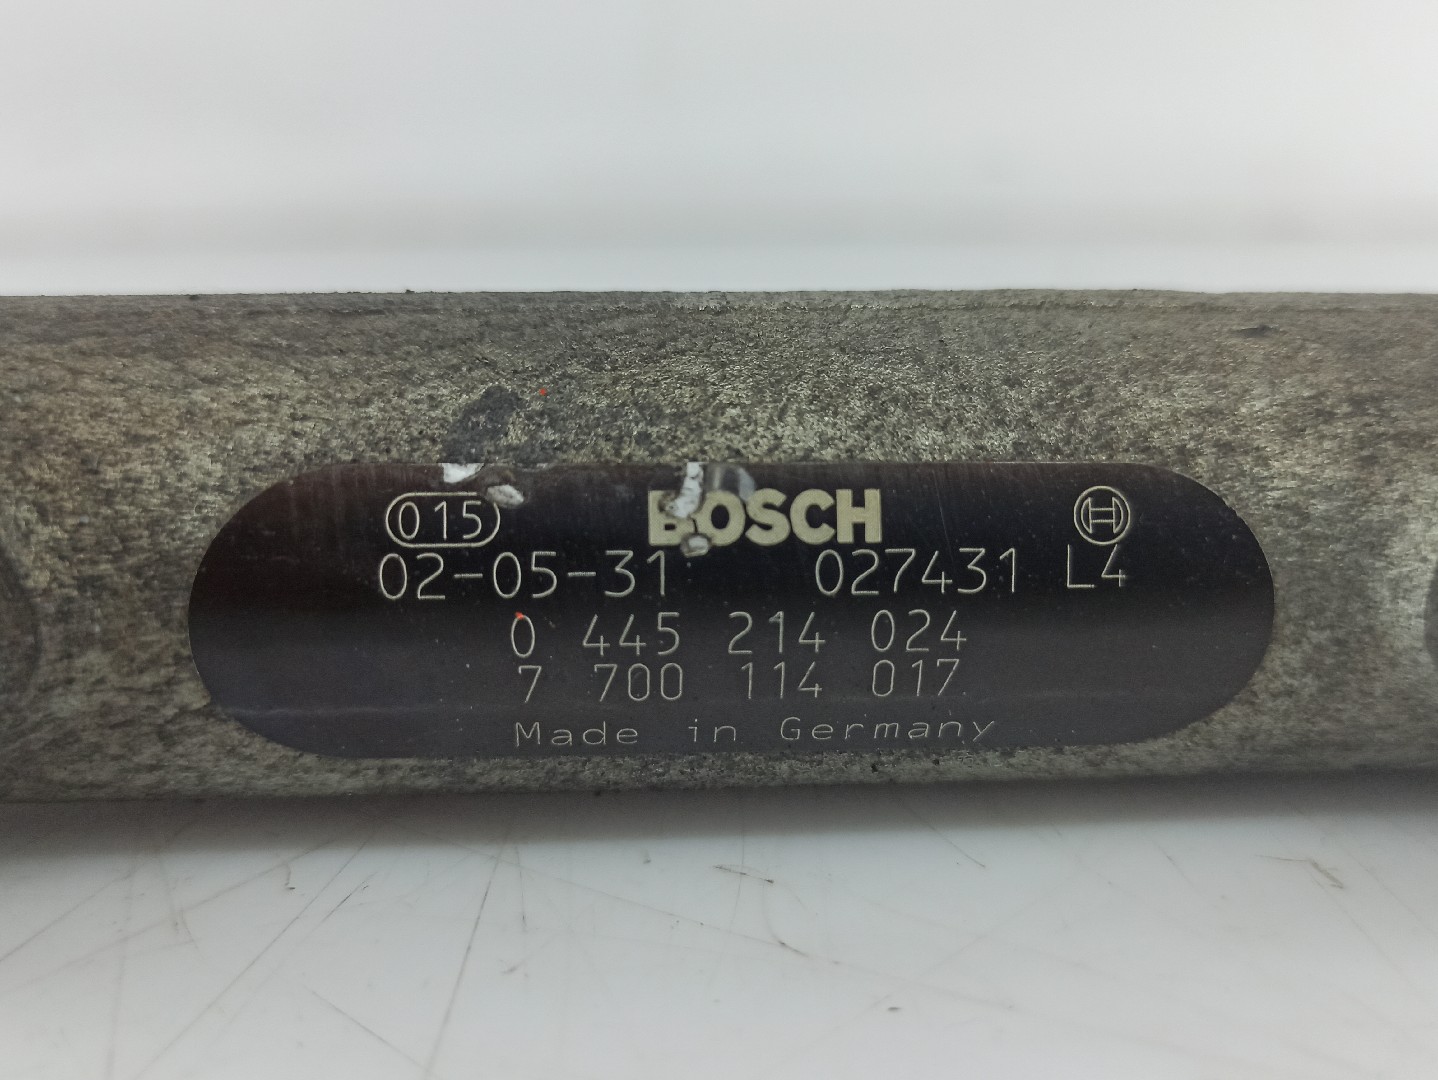 015 BOSCH
02-05-31 027431 L4
0 445 214 024
7 700 114 017
Made in Germany